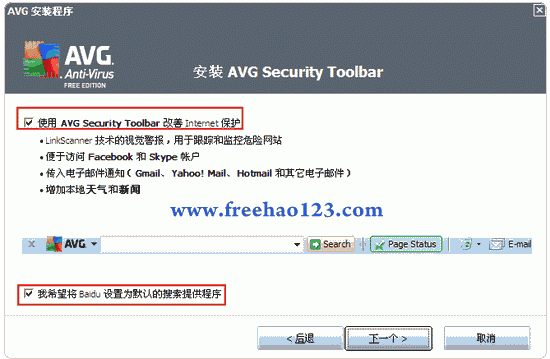 AVG 安装程序
AVG.
Anti-Virus
FREE EDITION
安装 AVG Security Toolbar
使用 AVG Security Toolbar 改善 Internet 保护
• LinkScanner 技术的视觉警报，用于跟踪和监控危险网站
• 便于访问 Facebook 和 Skype 帐户
• 传入电子邮件通知（Gmail、Yahoo! Mail、Hotmail 和其它电子邮件）
• 增加本地天气和新闻
www.freehao123.com
AVG. Search Page Status E-mail
我希望将 Baidu 设置为默认的搜索提供程序
< 后退 下一个 > 取消